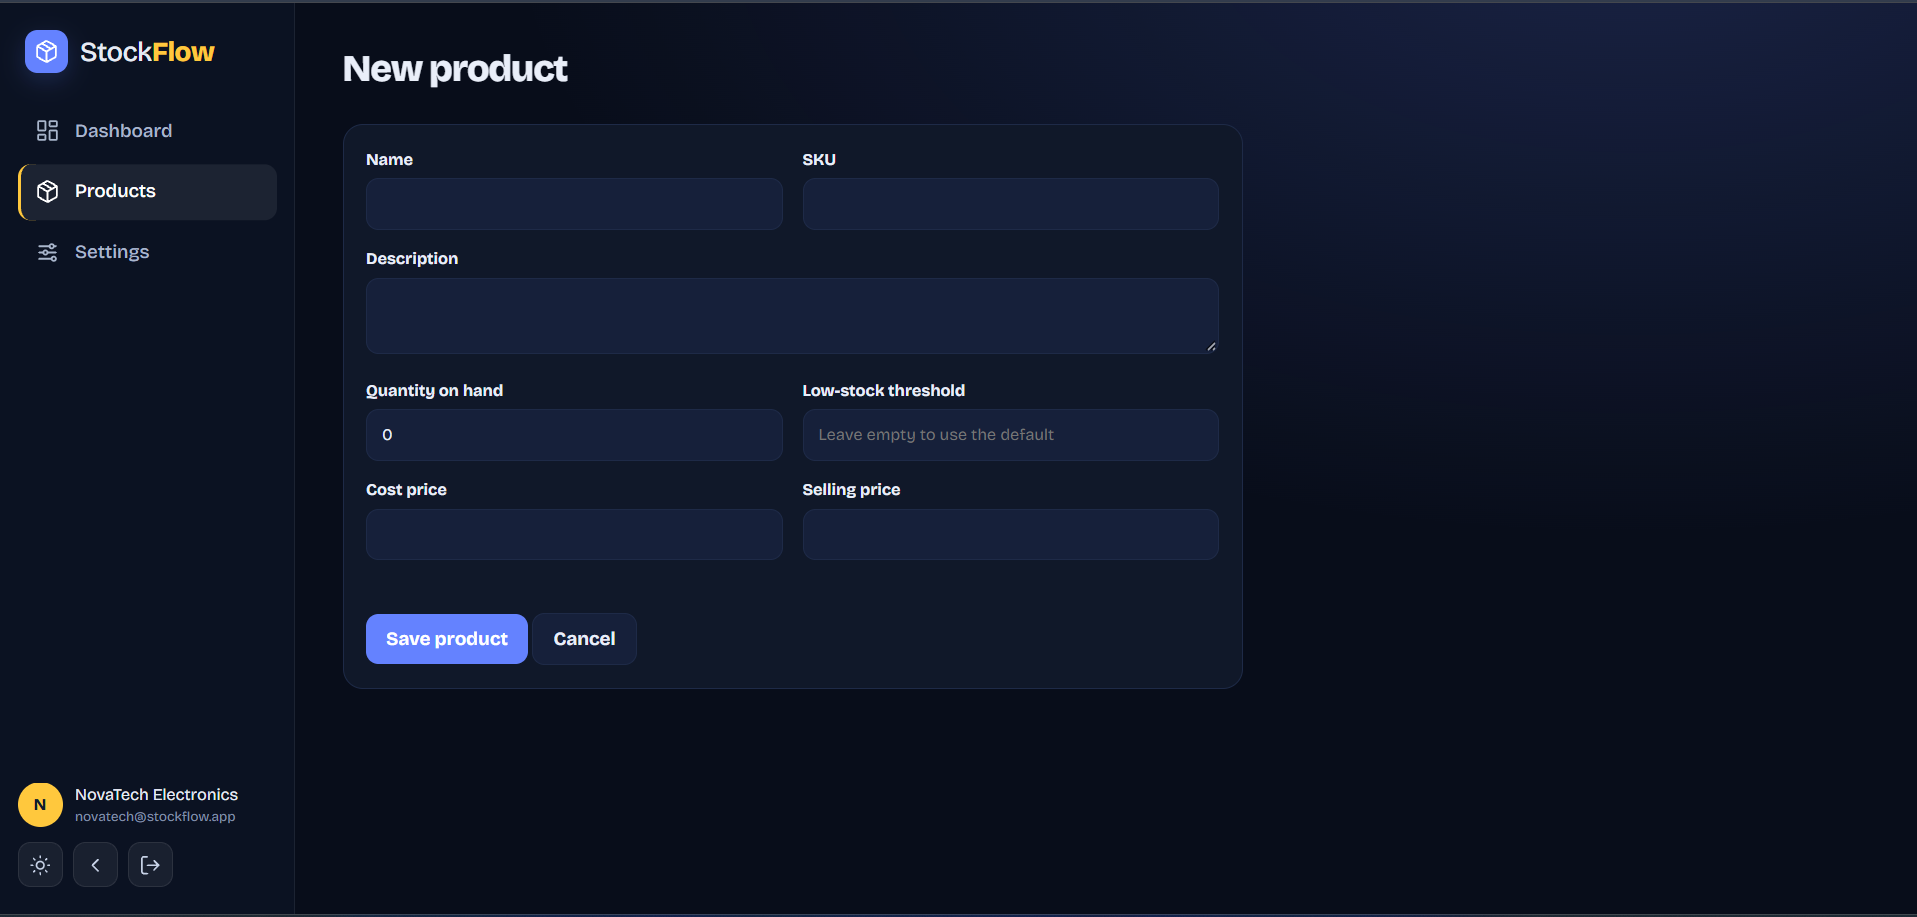 StockFlow
Dashboard
Products
Settings
New product
Name
SKU
Description
Quantity on hand
Low-stock threshold
0
Leave empty to use the default
Cost price
Selling price
Save product
Cancel
N
NovaTech Electronics
novatech@stockflow.app